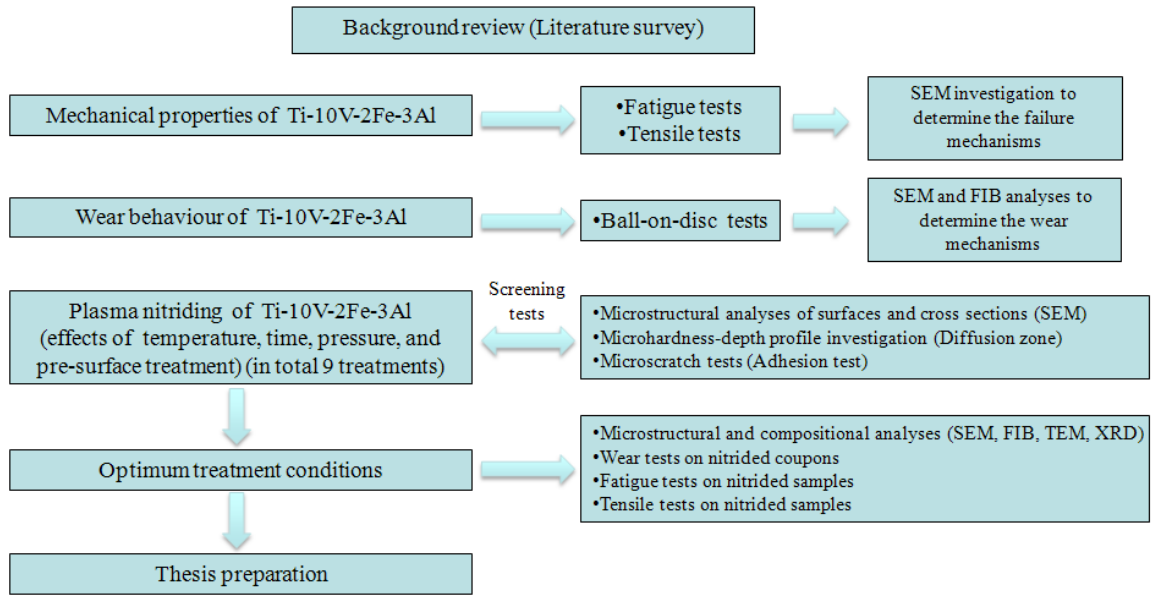 Background review (Literature survey)
Mechanical properties of Ti-10V-2Fe-3Al
•Fatigue tests
•Tensile tests
SEM investigation to
determine the failure
mechanisms
Wear behaviour of Ti-10V-2Fe-3Al
•Ball-on-disc tests
SEM and FIB analyses to
determine the wear
mechanisms
Plasma nitriding of Ti-10V-2Fe-3Al
(effects of temperature, time, pressure, and
pre-surface treatment) (in total 9 treatments)
Screening
tests
•Microstructural analyses of surfaces and cross sections (SEM)
•Microhardness-depth profile investigation (Diffusion zone)
•Microscratch tests (Adhesion test)
Optimum treatment conditions
•Microstructural and compositional analyses (SEM, FIB, TEM, XRD)
•Wear tests on nitrided coupons
•Fatigue tests on nitrided samples
•Tensile tests on nitrided samples
Thesis preparation